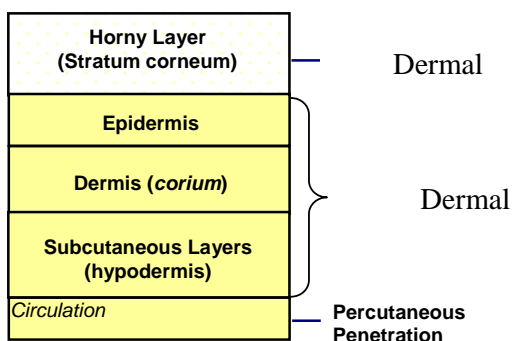 Horny Layer
(Stratum corneum)
Dermal
Epidermis
Dermis (corium)
Dermal
Subcutaneous Layers
(hypodermis)
Circulation
Percutaneous
Penetration